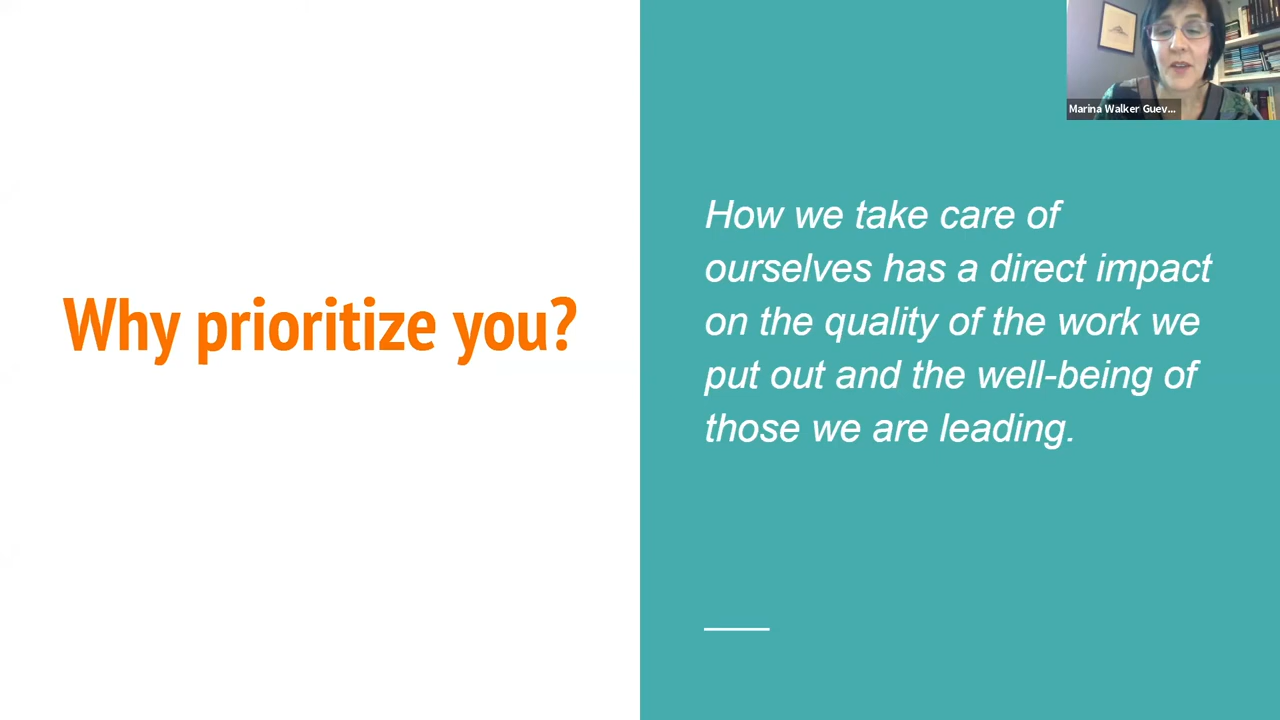 Marina Walker Guev...
Why prioritize you?
How we take care of
ourselves has a direct impact
on the quality of the work we
put out and the well-being of
those we are leading.